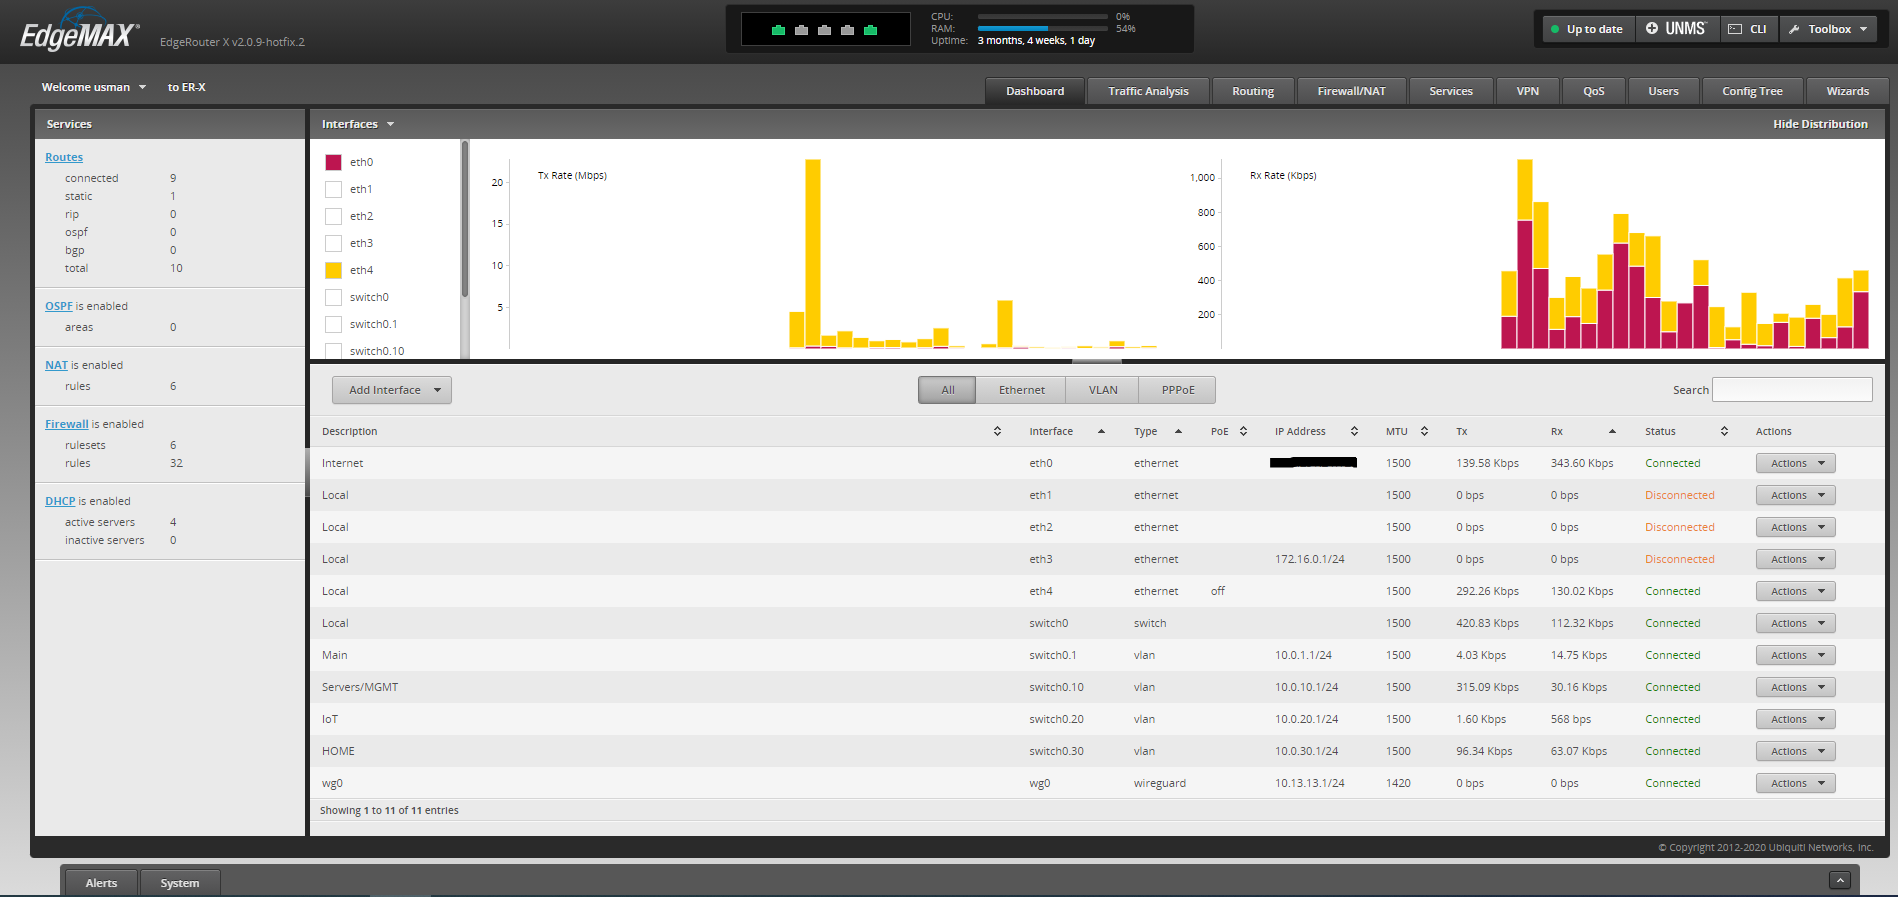 EdgeMAX®
EdgeRouter X v2.0.9-hotfix.2
CPU: 0%
RAM: 54%
Uptime: 3 months, 4 weeks, 1 day
Up to date
UNMS
CLI
Toolbox
Welcome usman to ER-X
Dashboard Traffic Analysis Routing Firewall/NAT Services VPN QoS Users Config Tree Wizards
Services
Routes
connected 9
static 1
rip 0
ospf 0
bgp 0
total 10
OSPF is enabled
areas 0
NAT is enabled
rules 6
Firewall is enabled
rulesets 6
rules 32
DHCP is enabled
active servers 4
inactive servers 0
Interfaces
Hide Distribution
eth0
eth1
eth2
eth3
eth4
switch0
switch0.1
switch0.10
Tx Rate (Mbps)
20
15
10
5
Rx Rate (Kbps)
1,000
800
600
400
200
Add Interface
All Ethernet VLAN PPPoE
Search
Description Interface Type PoE IP Address MTU Tx Rx Status Actions
Internet eth0 ethernet 1500 139.58 Kbps 343.60 Kbps Connected Actions
Local eth1 ethernet 1500 0 bps 0 bps Disconnected Actions
Local eth2 ethernet 1500 0 bps 0 bps Disconnected Actions
Local eth3 ethernet 172.16.0.1/24 1500 0 bps 0 bps Disconnected Actions
Local eth4 ethernet off 1500 292.26 Kbps 130.02 Kbps Connected Actions
Local switch0 switch 1500 420.83 Kbps 112.32 Kbps Connected Actions
Main switch0.1 vlan 10.0.1.1/24 1500 4.03 Kbps 14.75 Kbps Connected Actions
Servers/MGMT switch0.10 vlan 10.0.10.1/24 1500 315.09 Kbps 30.16 Kbps Connected Actions
IoT switch0.20 vlan 10.0.20.1/24 1500 1.60 Kbps 568 bps Connected Actions
HOME switch0.30 vlan 10.0.30.1/24 1500 96.34 Kbps 63.07 Kbps Connected Actions
wg0 wg0 wireguard 10.13.13.1/24 1420 0 bps 0 bps Connected Actions
Showing 1 to 11 of 11 entries
© Copyright 2012-2020 Ubiquiti Networks, Inc.
Alerts System